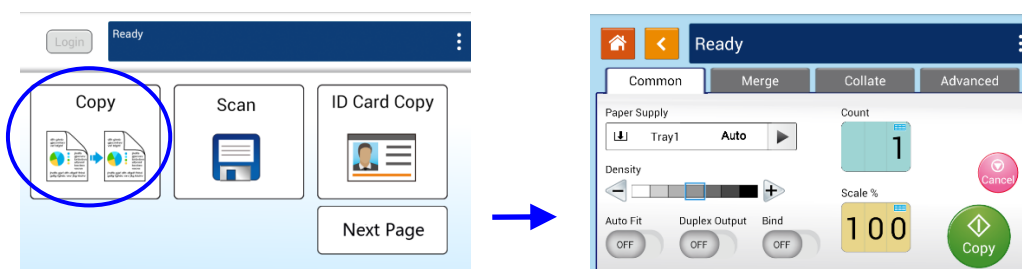 Login
Ready
Copy
Scan
ID Card Copy
Next Page
Ready
Common
Merge
Collate
Advanced
Paper Supply
Tray1 Auto
Density
Auto Fit
Duplex Output
Bind
OFF
OFF
OFF
Count
1
Scale %
100
Cancel
Copy